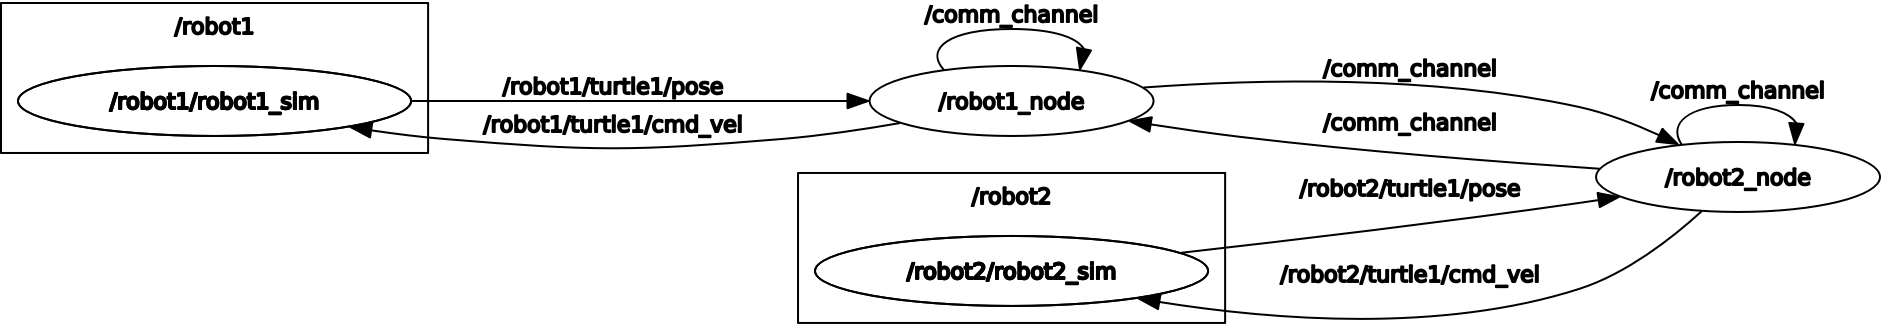 /robot1
/robot1/robot1_sim
/robot1/turtle1/pose
/robot1/turtle1/cmd_vel
/comm_channel
/robot1_node
/comm_channel
/comm_channel
/comm_channel
/robot2_node
/robot2
/robot2/robot2_sim
/robot2/turtle1/pose
/robot2/turtle1/cmd_vel